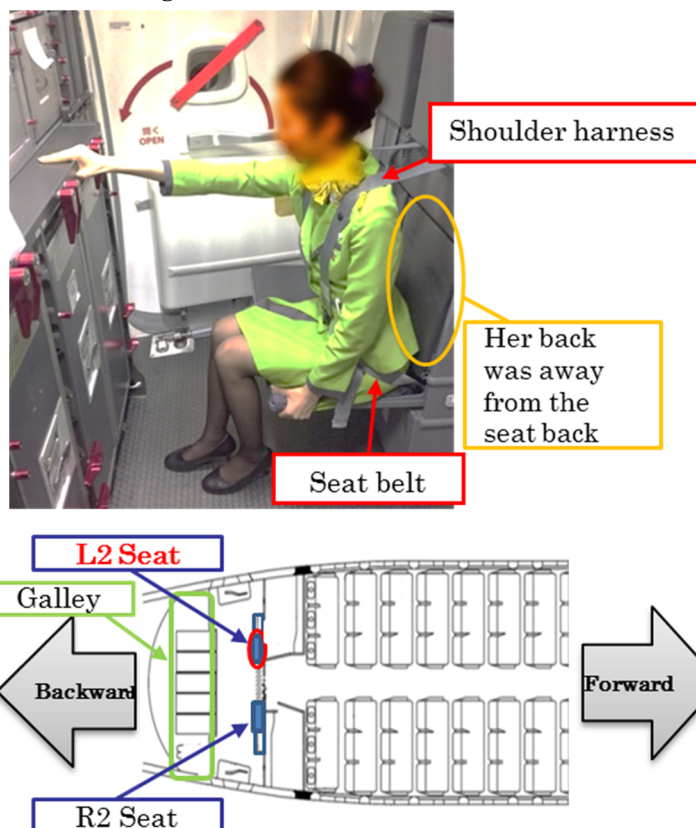 開く
OPEN
Shoulder harness
Her back
was away
from the
seat back
Seat belt
L2 Seat
Galley
Backward
Forward
R2 Seat